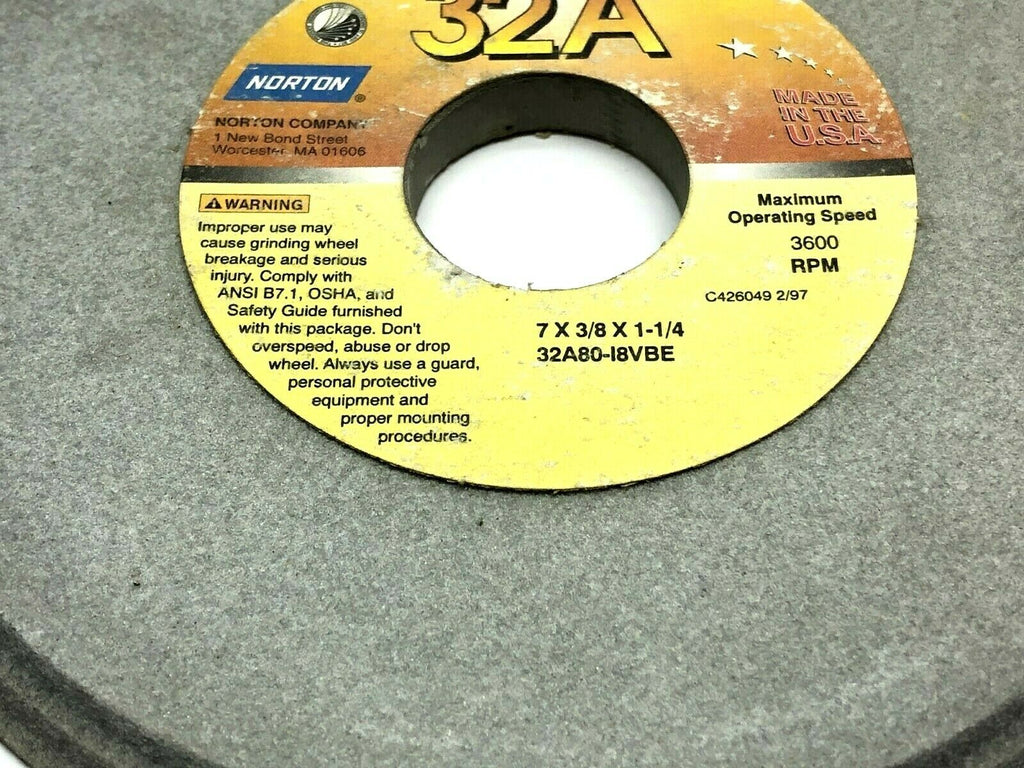 32A
NORTON
NORTON COMPANY
1 New Bond Street
Worcester, MA 01606
MADE
IN THE
U.S.A
WARNING
Improper use may
cause grinding wheel
breakage and serious
injury. Comply with
ANSI B7.1, OSHA, and
Safety Guide furnished
with this package. Don't
overspeed, abuse or drop
wheel. Always use a guard,
personal protective
equipment and
proper mounting
procedures.
Maximum
Operating Speed
3600
RPM
C426049 2/97
7 X 3/8 X 1-1/4
32A80-I8VBE